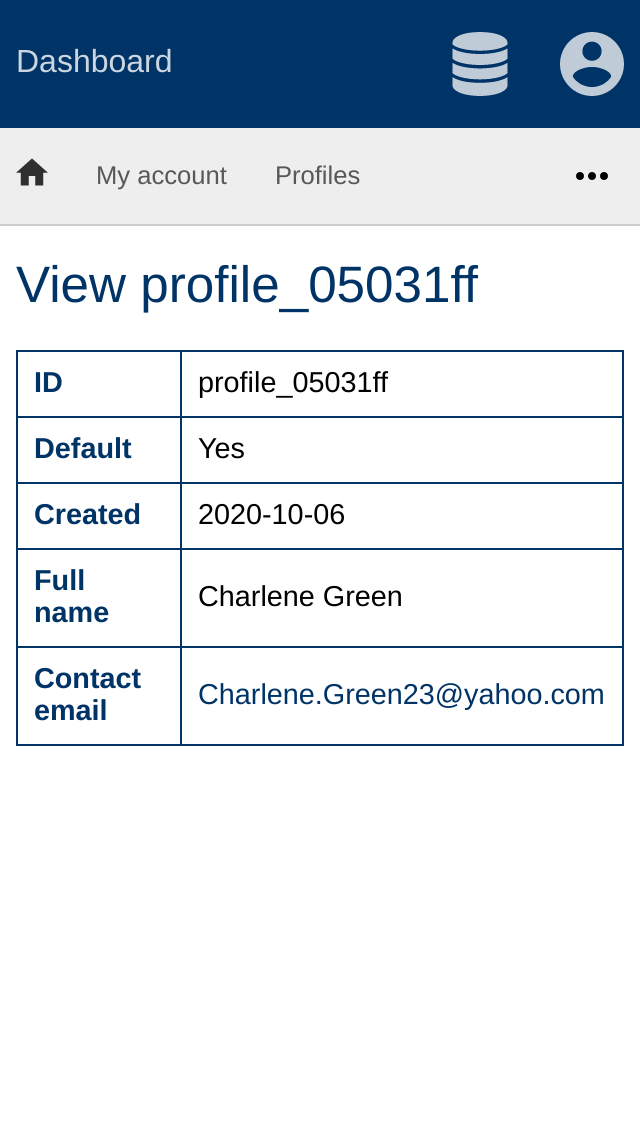 Dashboard
My account Profiles
View profile_05031ff
ID profile_05031ff
Default Yes
Created 2020-10-06
Full
name
Charlene Green
Contact
email
Charlene.Green23@yahoo.com